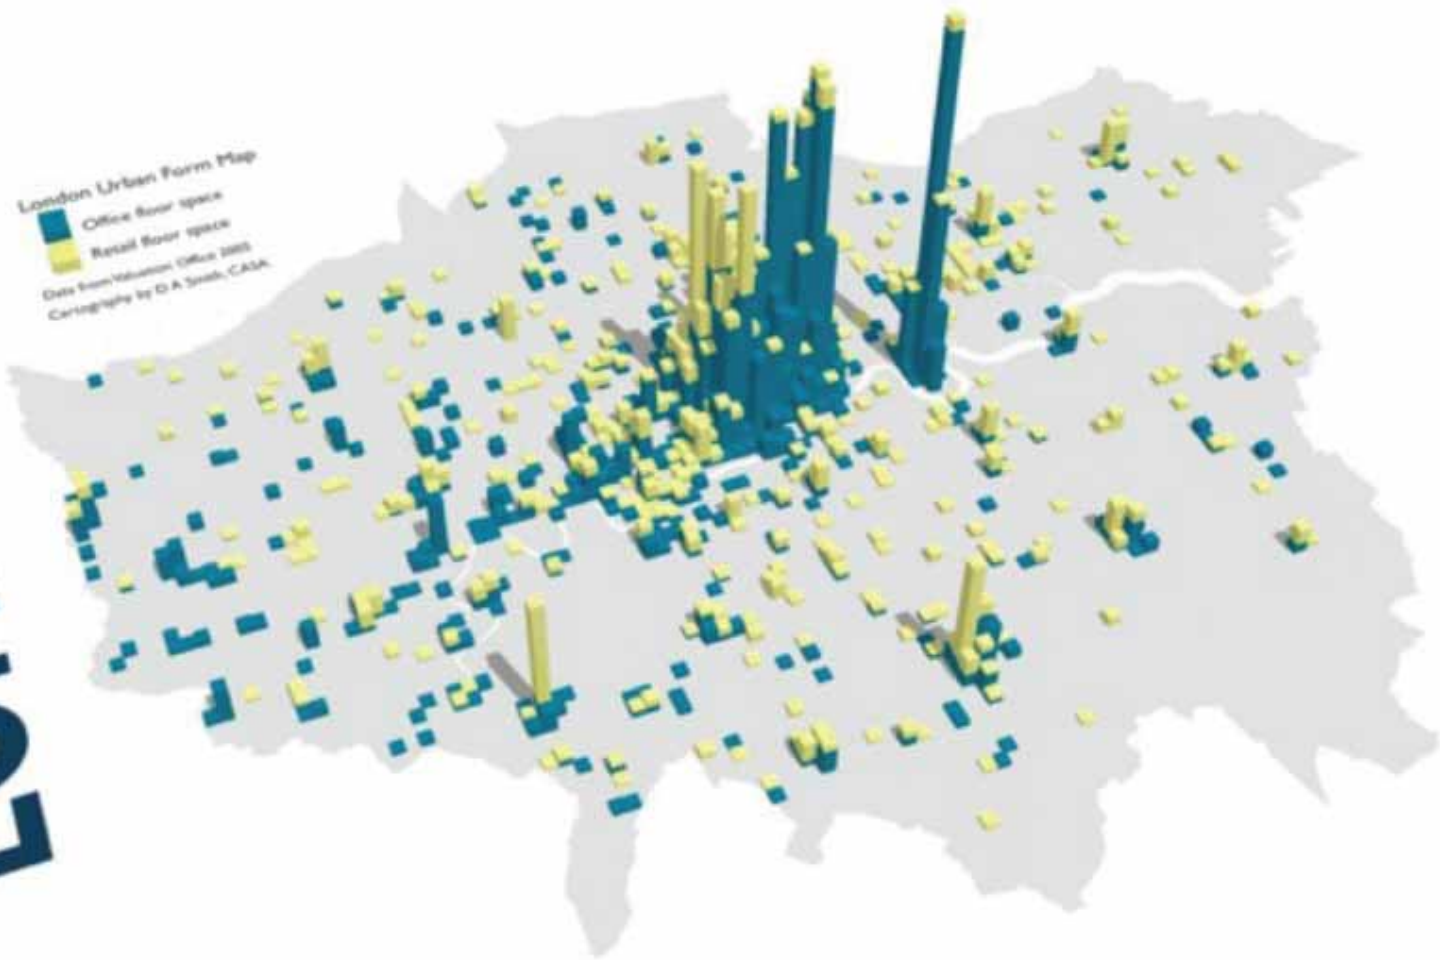 London Urban Form Map
Office floor space
Retail floor space
Data from Valuation Office 2005
Cartography by D A Smith, CASA